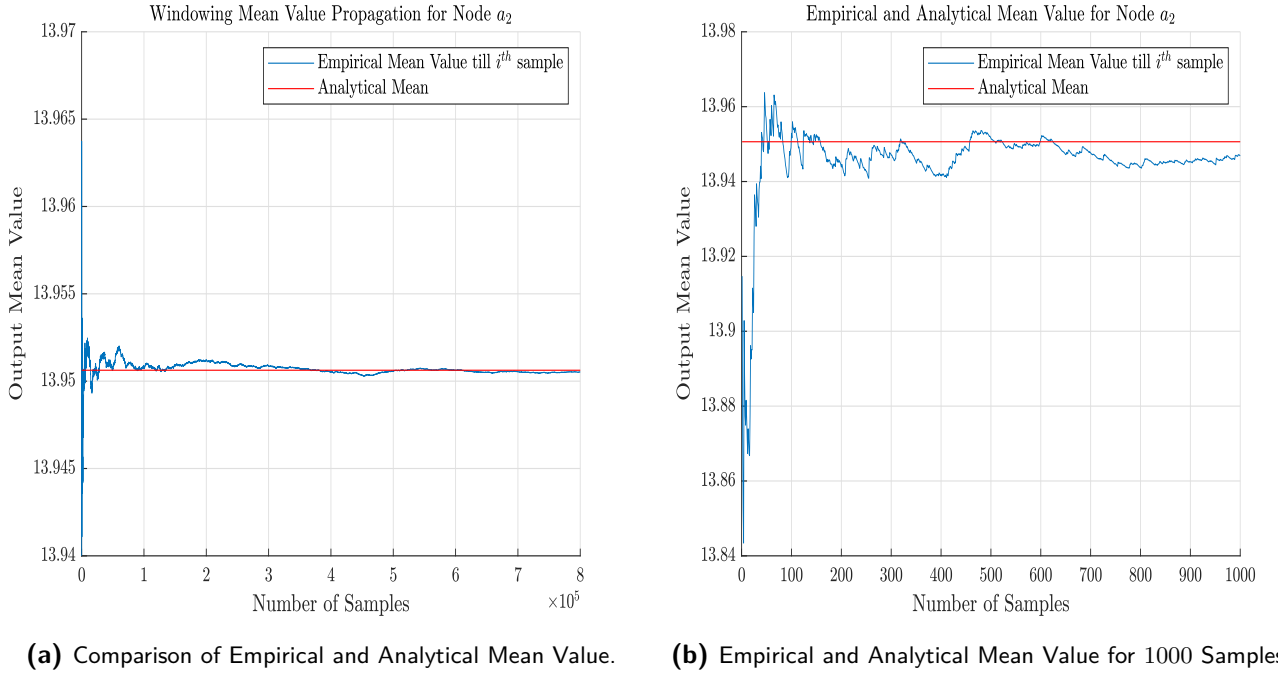 Windowing Mean Value Propagation for Node a₂
13.97
13.965
13.96
13.955
13.95
13.945
13.94
Output Mean Value
Empirical Mean Value till iᵗʰ sample
Analytical Mean
0 1 2 3 4 5 6 7 8
Number of Samples
×10⁵
(a) Comparison of Empirical and Analytical Mean Value.
Empirical and Analytical Mean Value for Node a₂
13.98
13.96
13.94
13.92
13.9
13.88
13.86
13.84
Output Mean Value
Empirical Mean Value till iᵗʰ sample
Analytical Mean
0 100 200 300 400 500 600 700 800 900 1000
Number of Samples
(b) Empirical and Analytical Mean Value for 1000 Samples